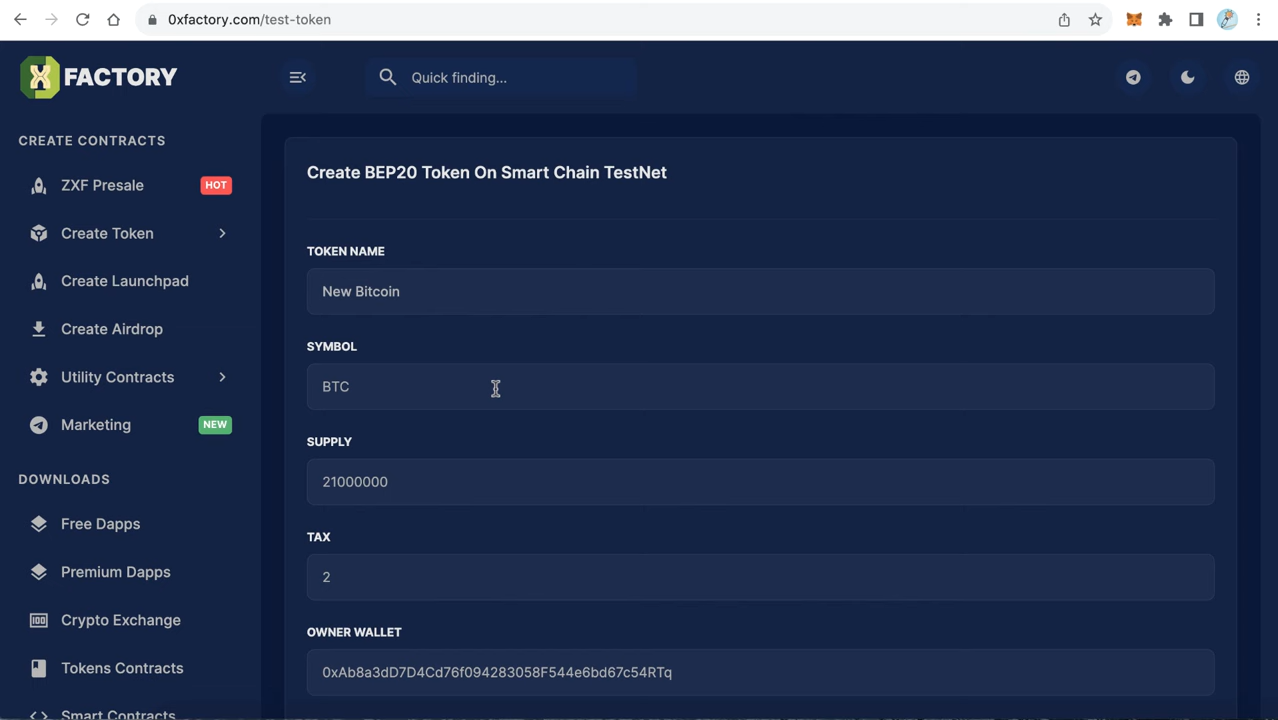 0xfactory.com/test-token
X FACTORY
Quick finding...
CREATE CONTRACTS
ZXF Presale
HOT
Create Token
Create Launchpad
Create Airdrop
Utility Contracts
Marketing
NEW
DOWNLOADS
Free Dapps
Premium Dapps
Crypto Exchange
Tokens Contracts
Smart Contracts
Create BEP20 Token On Smart Chain TestNet
TOKEN NAME
New Bitcoin
SYMBOL
BTC
SUPPLY
21000000
TAX
2
OWNER WALLET
0xAb8a3dD7D4Cd76f094283058F544e6bd67c54RTq